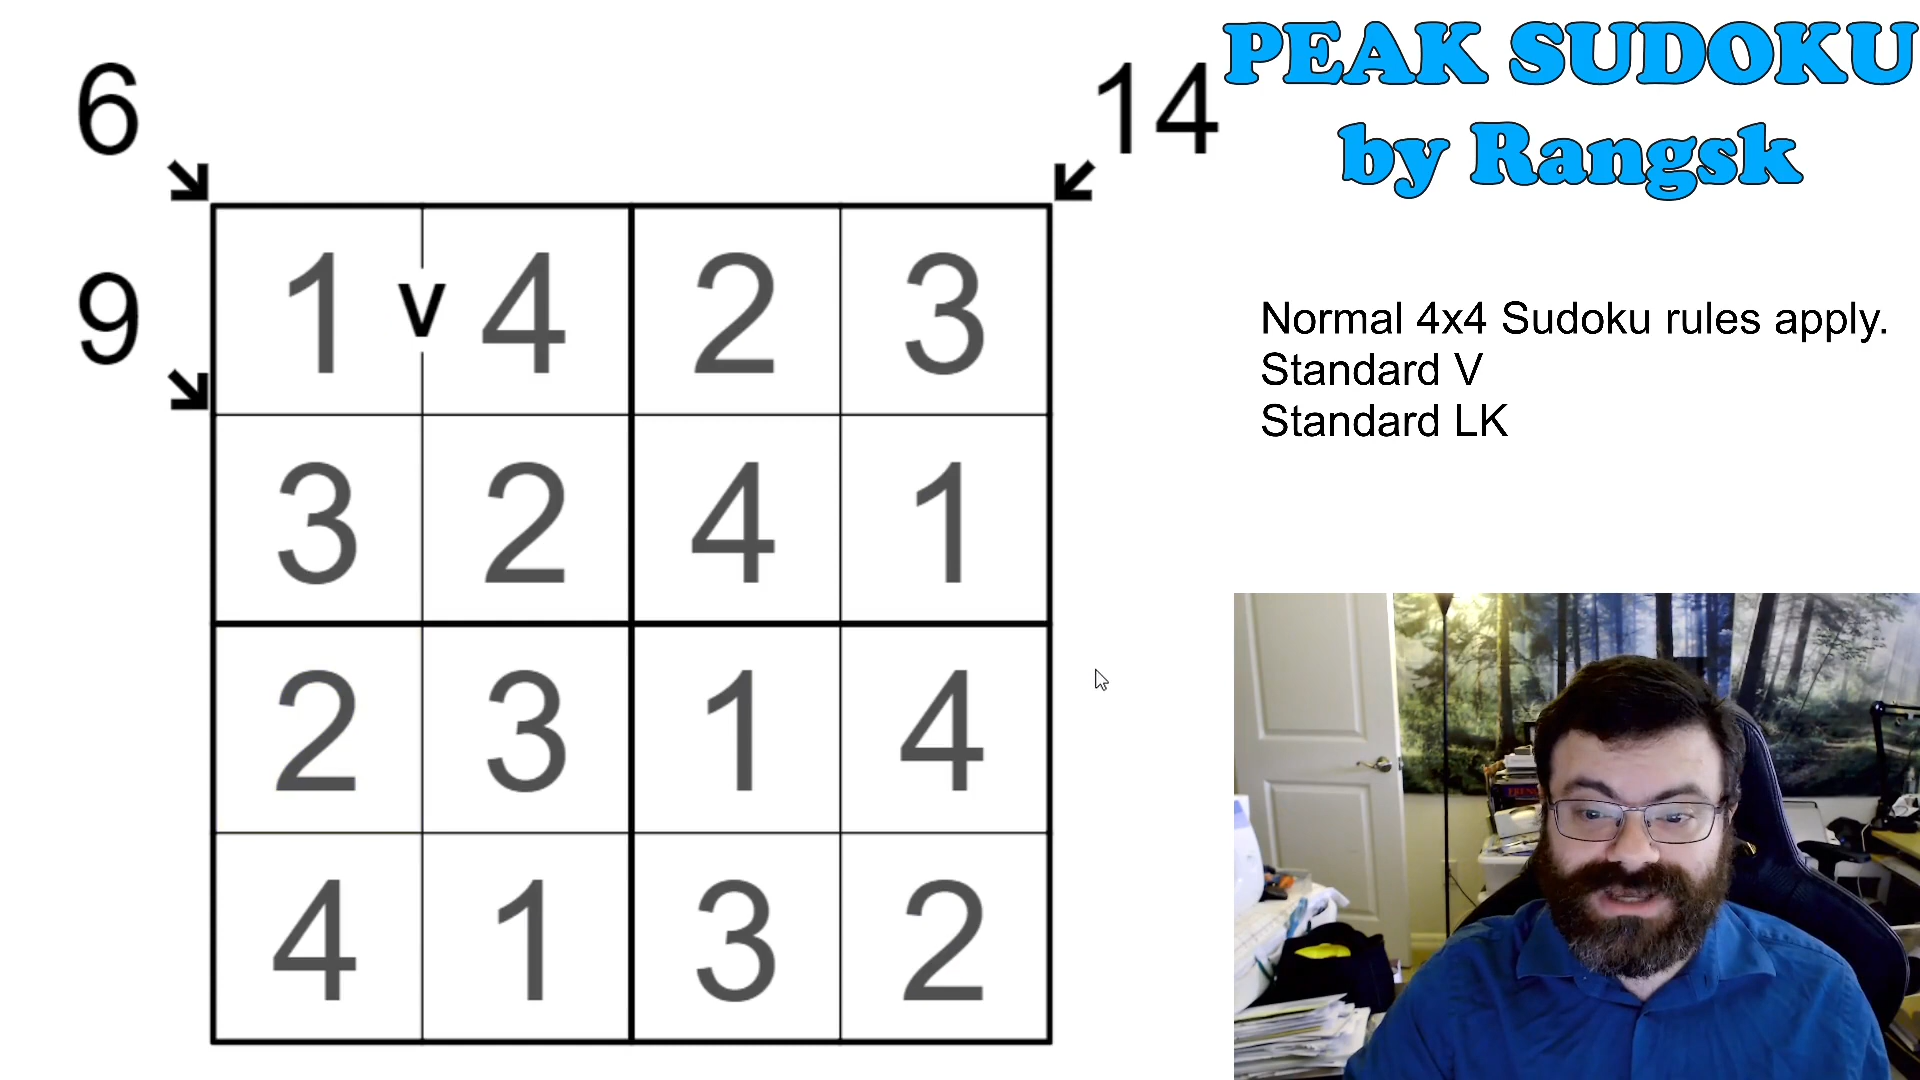 6
14
PEAK SUDOKU
by Rangsk
9
1 v 4 2 3
3 2 4 1
2 3 1 4
4 1 3 2
Normal 4x4 Sudoku rules apply.
Standard V
Standard LK